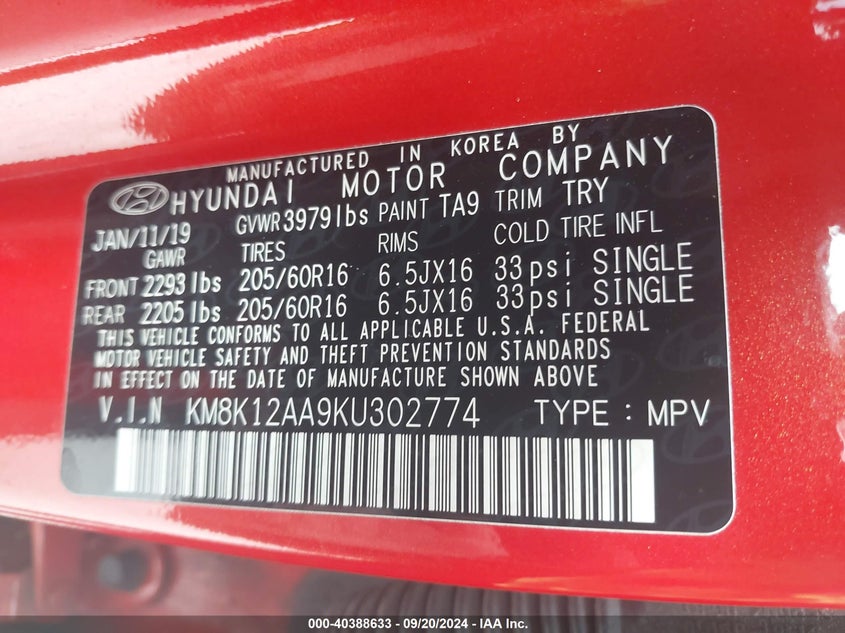 MANUFACTURED IN KOREA BY
HYUNDAI MOTOR COMPANY
JAN/11/19 GVWR 3979lbs PAINT TA9 TRIM TRY
GAWR TIRES RIMS COLD TIRE INFL
FRONT 2293 lbs 205/60R16 6.5JX16 33psi SINGLE
REAR 2205 lbs 205/60R16 6.5JX16 33psi SINGLE
THIS VEHICLE CONFORMS TO ALL APPLICABLE U.S.A. FEDERAL
MOTOR VEHICLE SAFETY AND THEFT PREVENTION STANDARDS
IN EFFECT ON THE DATE OF MANUFACTURE SHOWN ABOVE
V.I.N KM8K12AA9KU302774 TYPE : MPV
000-40388633 - 09/20/2024 - IAA Inc.